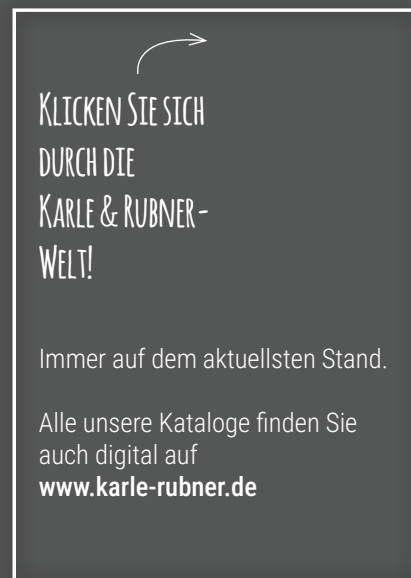 KLICKEN SIE SICH
DURCH DIE
KARLE & RUBNER-
WELT!
Immer auf dem aktuellsten Stand.
Alle unsere Kataloge finden Sie
auch digital auf
www.karle-rubner.de